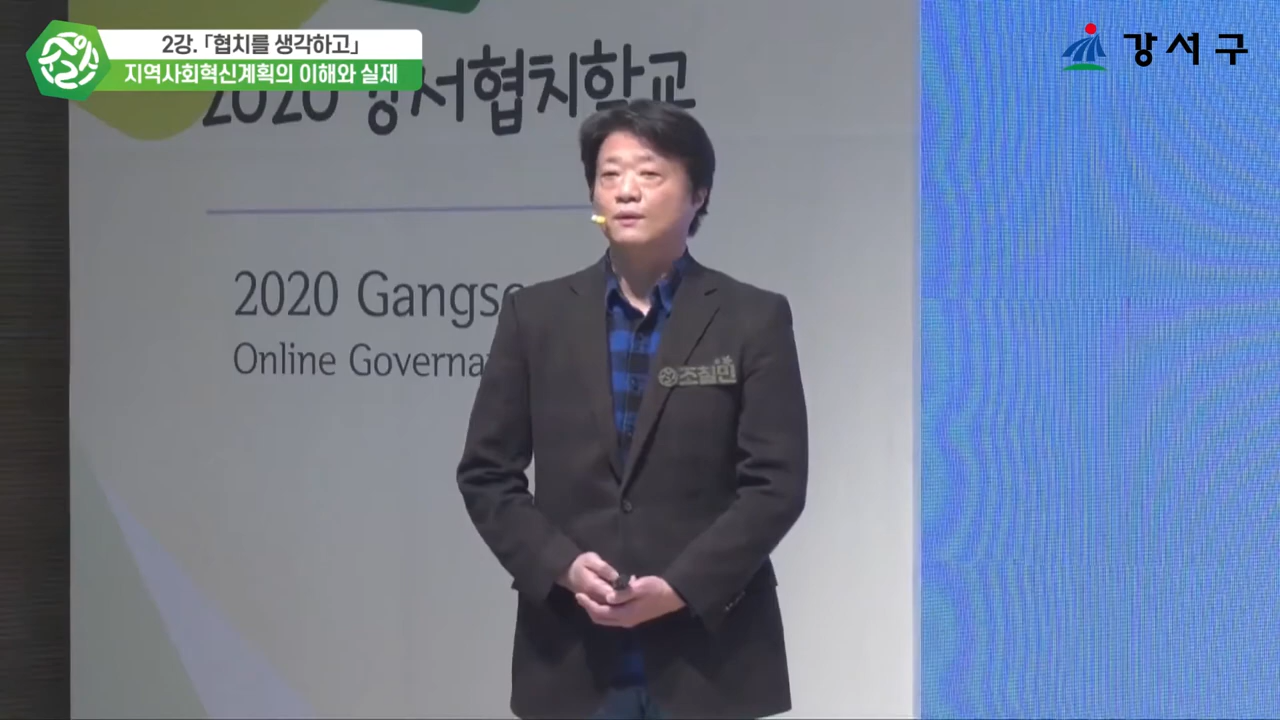 2강. 「협치를 생각하고」
지역사회혁신계획의 이해와 실제
강서구
2020 강서협치학교
2020 Gangse
Online Governa
조칠민